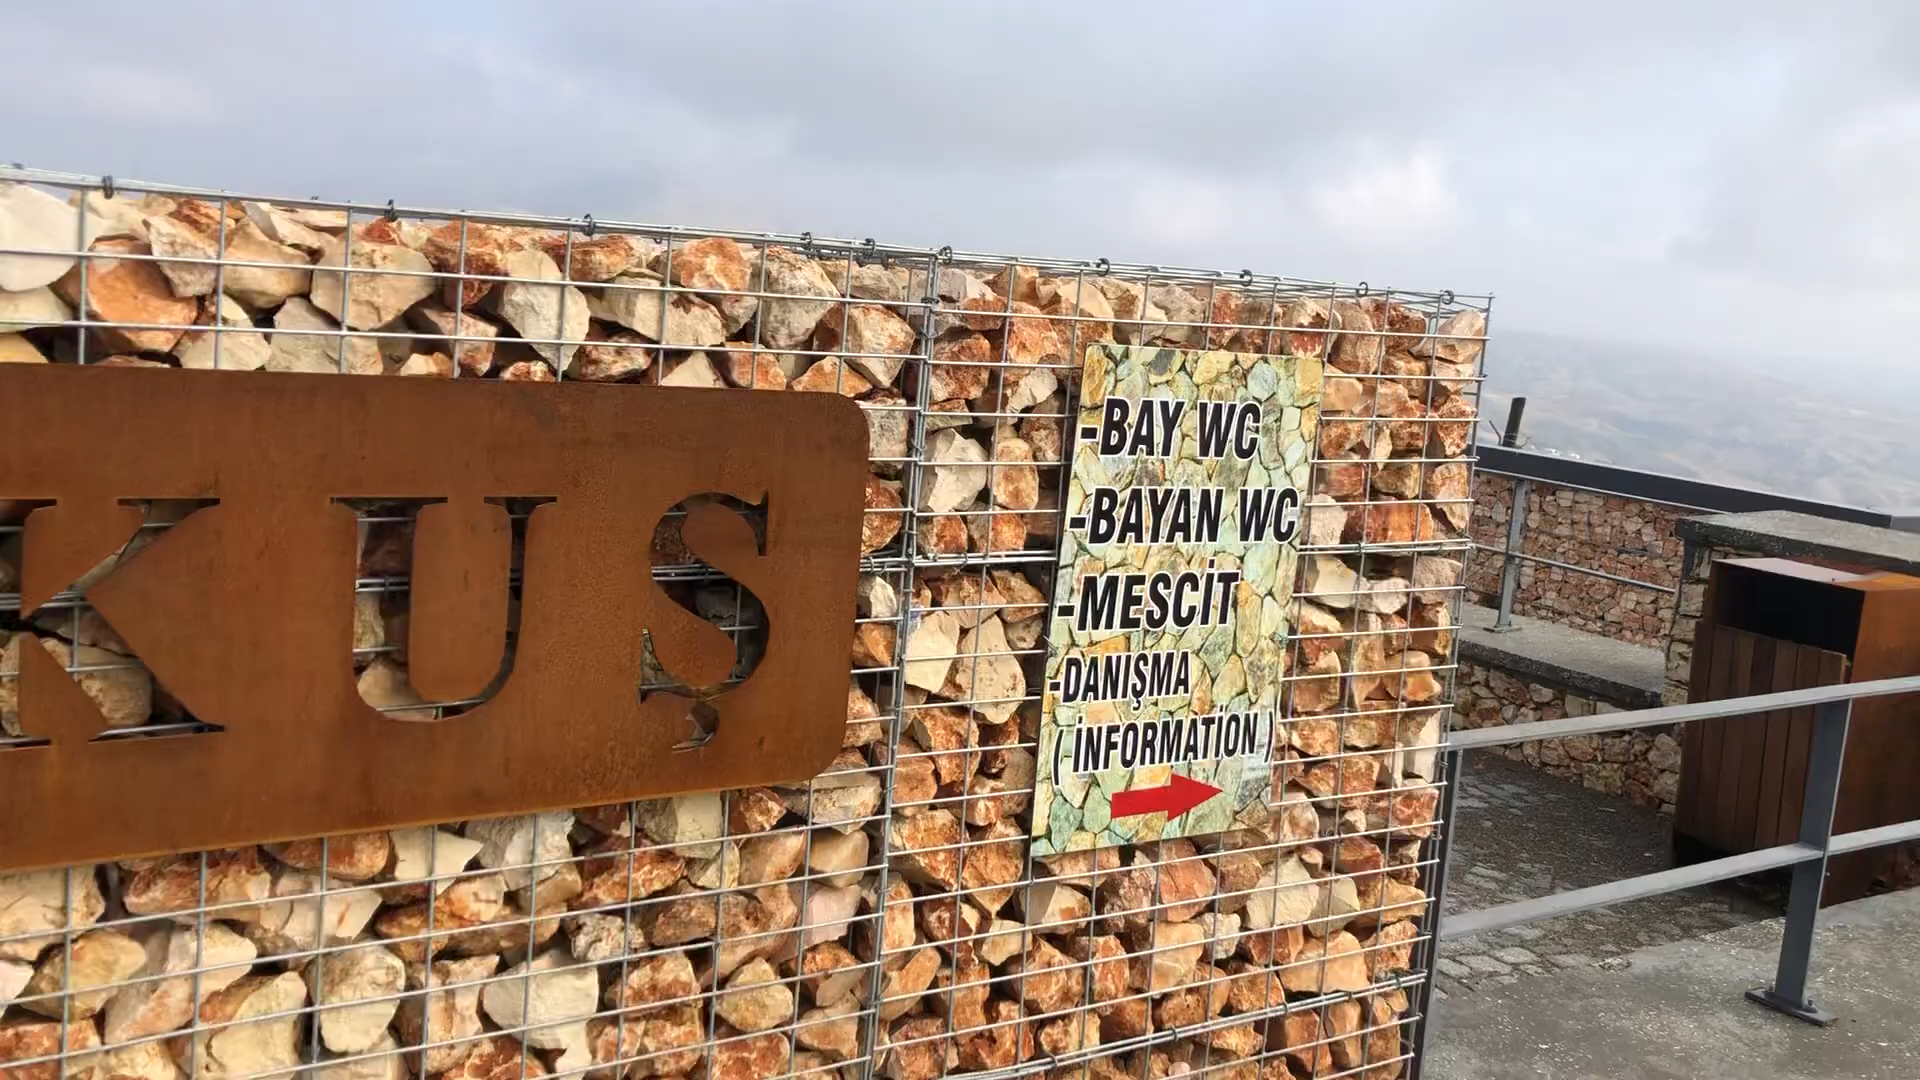 KUŞ
-BAY WC
-BAYAN WC
-MESCİT
-DANIŞMA
( İNFORMATİON )